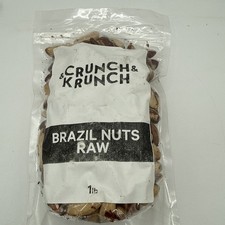 &CRUNCH&
&KRUNCH
BRAZIL NUTS
RAW
1lb